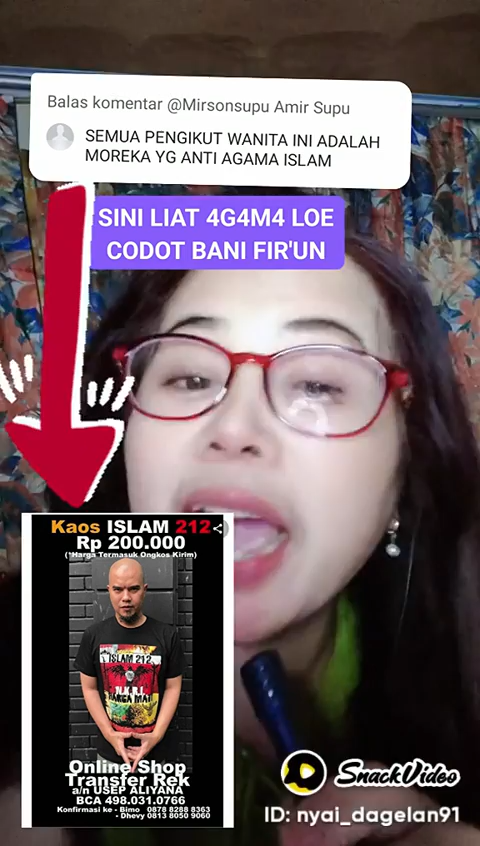 Balas komentar @Mirsonsupu Amir Supu
SEMUA PENGIKUT WANITA INI ADALAH
MOREKA YG ANTI AGAMA ISLAM
SINI LIAT 4G4M4 LOE
CODOT BANI FIR'UN
Kaos ISLAM 212
Rp 200.000
(*Harga Termasuk Ongkos Kirim)
ISLAM 212
N.K.R.I.
HARGA MATI
Online Shop
Transfer Rek
a/n USEP ALIYANA
BCA 498.031.0766
Konfirmasi ke - Bimo 0878 8288 8363
- Dhevy 0813 8050 9060
SnackVideo
ID: nyai_dagelan91